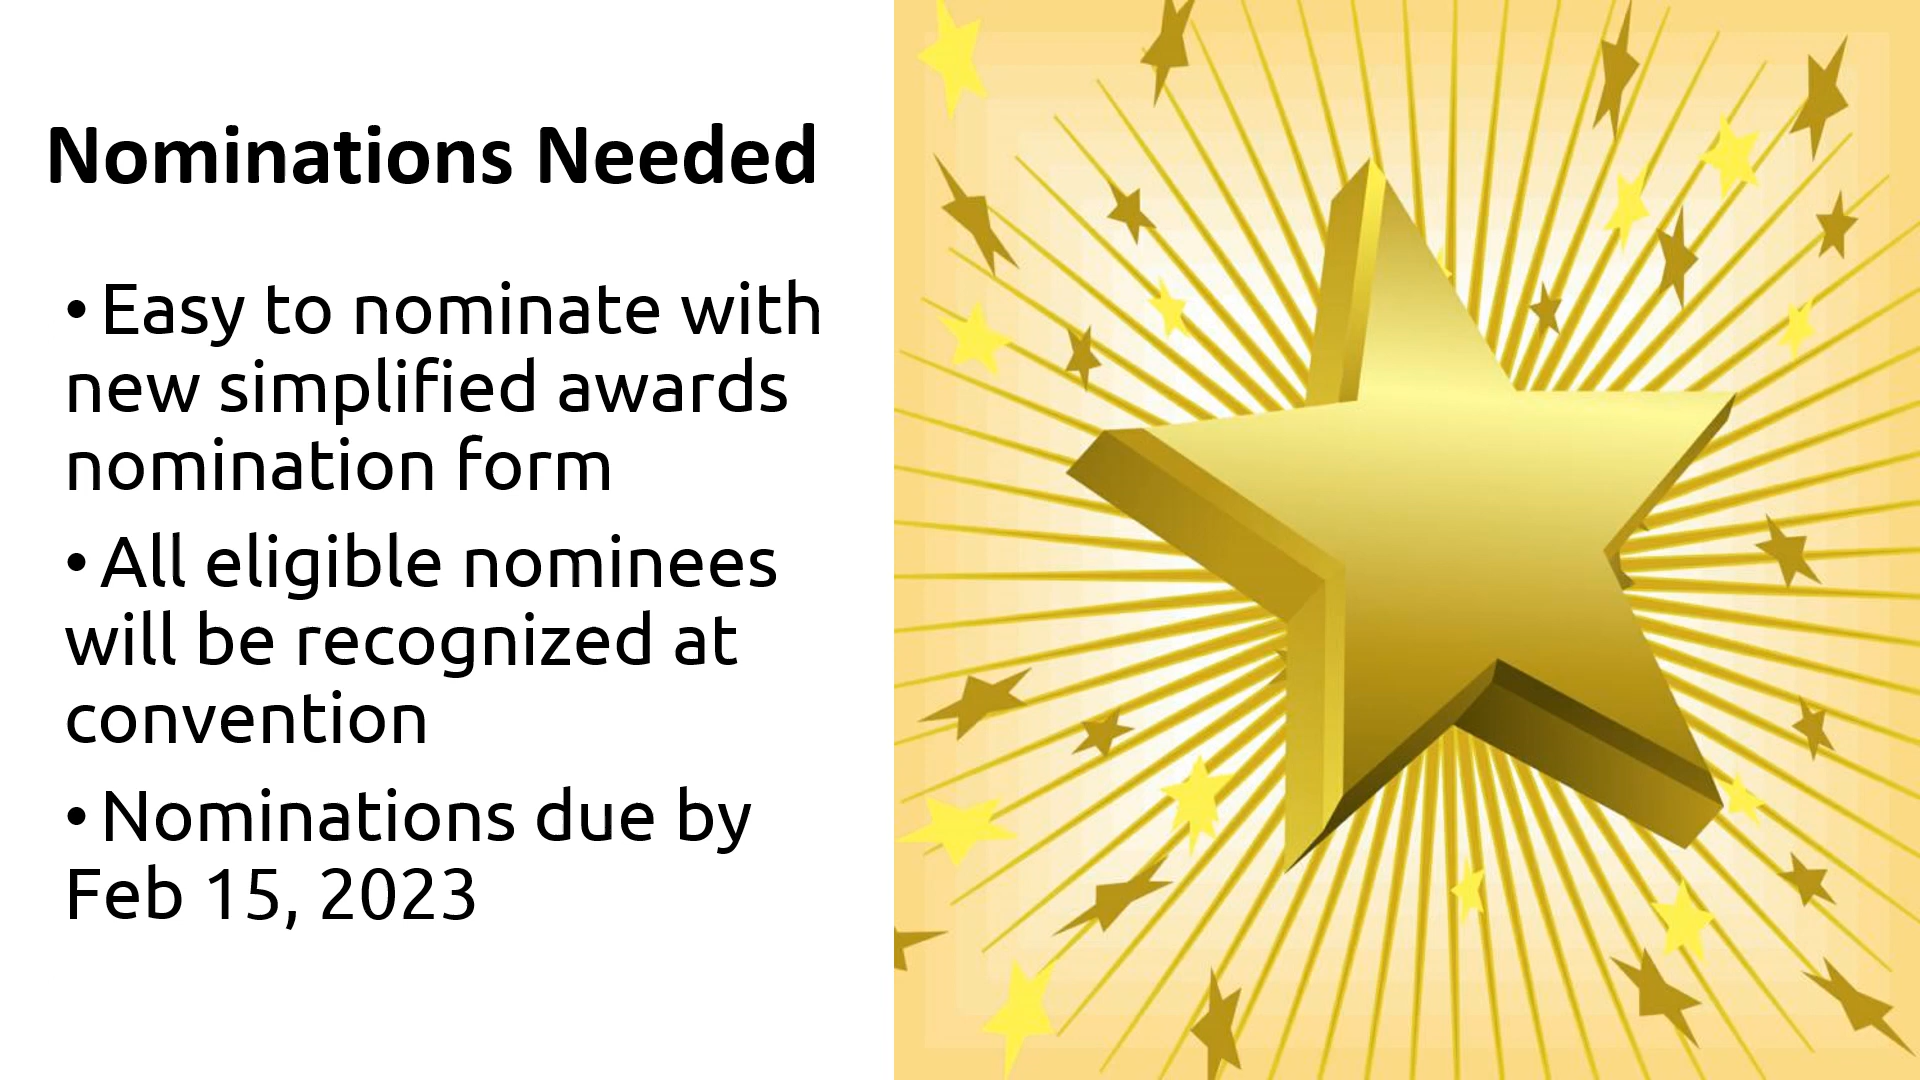 Nominations Needed
• Easy to nominate with
new simplified awards
nomination form
• All eligible nominees
will be recognized at
convention
• Nominations due by
Feb 15, 2023